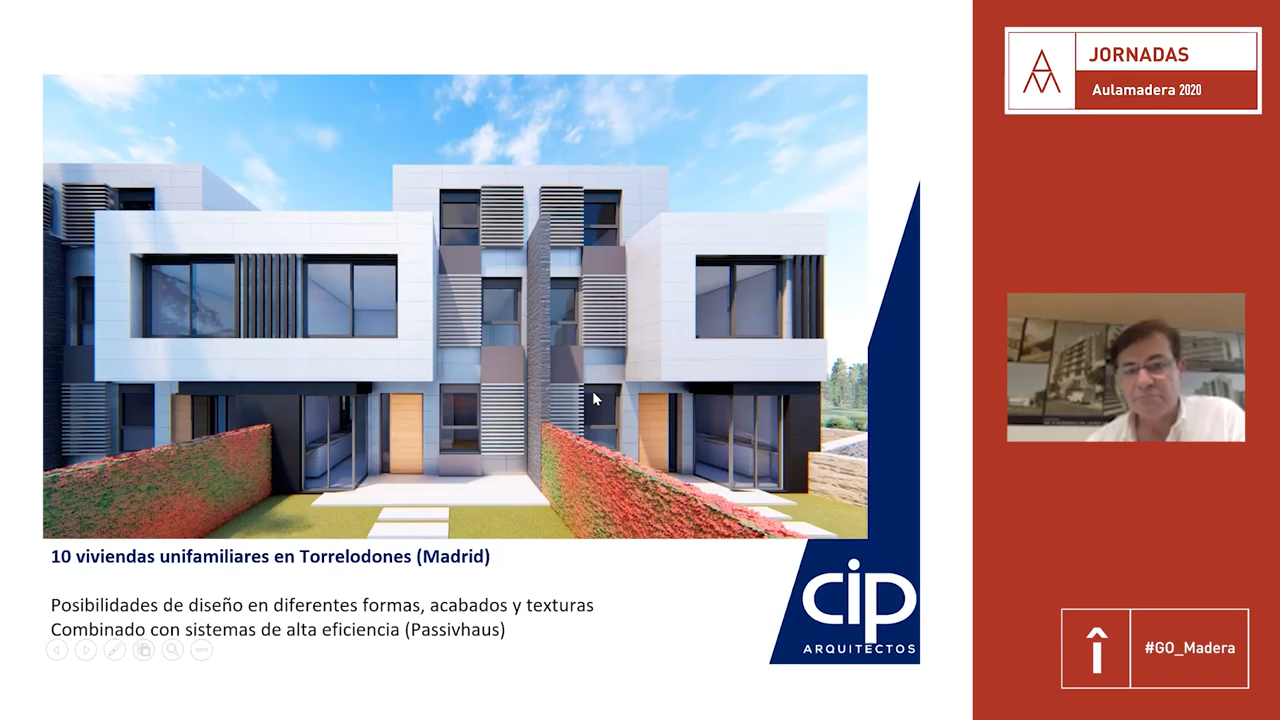 JORNADAS
Aulamadera 2020
10 viviendas unifamiliares en Torrelodones (Madrid)
Posibilidades de diseño en diferentes formas, acabados y texturas
Combinado con sistemas de alta eficiencia (Passivhaus)
cip
ARQUITECTOS
#GO_Madera